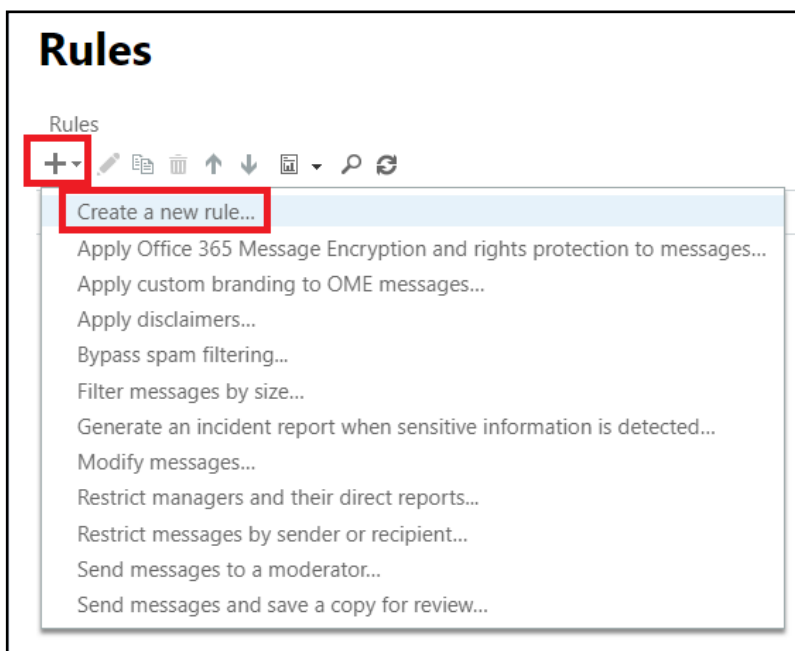 Rules
Rules
Create a new rule...
Apply Office 365 Message Encryption and rights protection to messages...
Apply custom branding to OME messages...
Apply disclaimers...
Bypass spam filtering...
Filter messages by size...
Generate an incident report when sensitive information is detected...
Modify messages...
Restrict managers and their direct reports...
Restrict messages by sender or recipient...
Send messages to a moderator...
Send messages and save a copy for review...